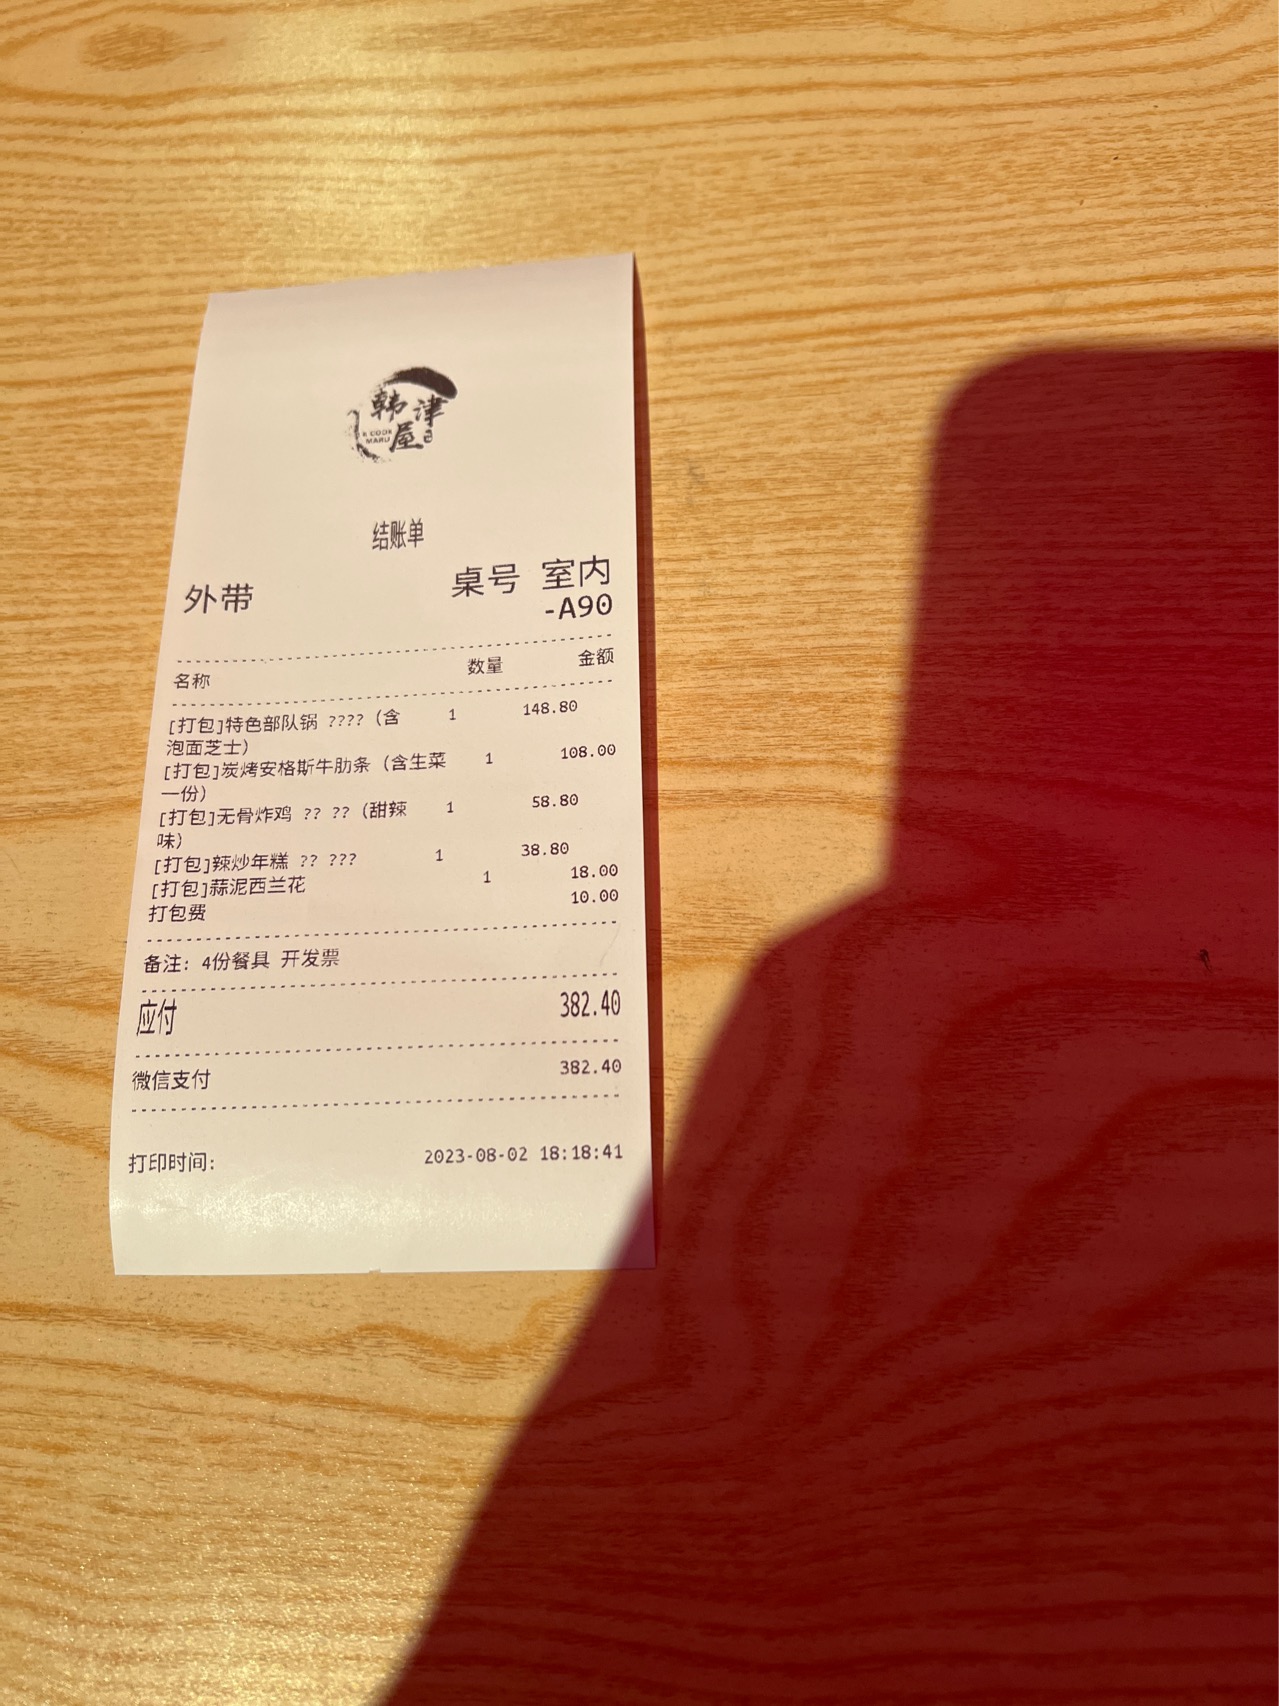 韩津
K COOK
MARU
屋
结账单
外带 桌号 室内
-A90
名称 数量 金额
[打包]特色部队锅 ???? (含 1 148.80
泡面芝士)
[打包]炭烤安格斯牛肋条 (含生菜 1 108.00
一份)
[打包]无骨炸鸡 ?? ?? (甜辣 1 58.80
味)
[打包]辣炒年糕 ?? ??? 1 38.80
[打包]蒜泥西兰花 1 18.00
打包费 10.00
备注: 4份餐具 开发票
应付 382.40
微信支付 382.40
打印时间: 2023-08-02 18:18:41